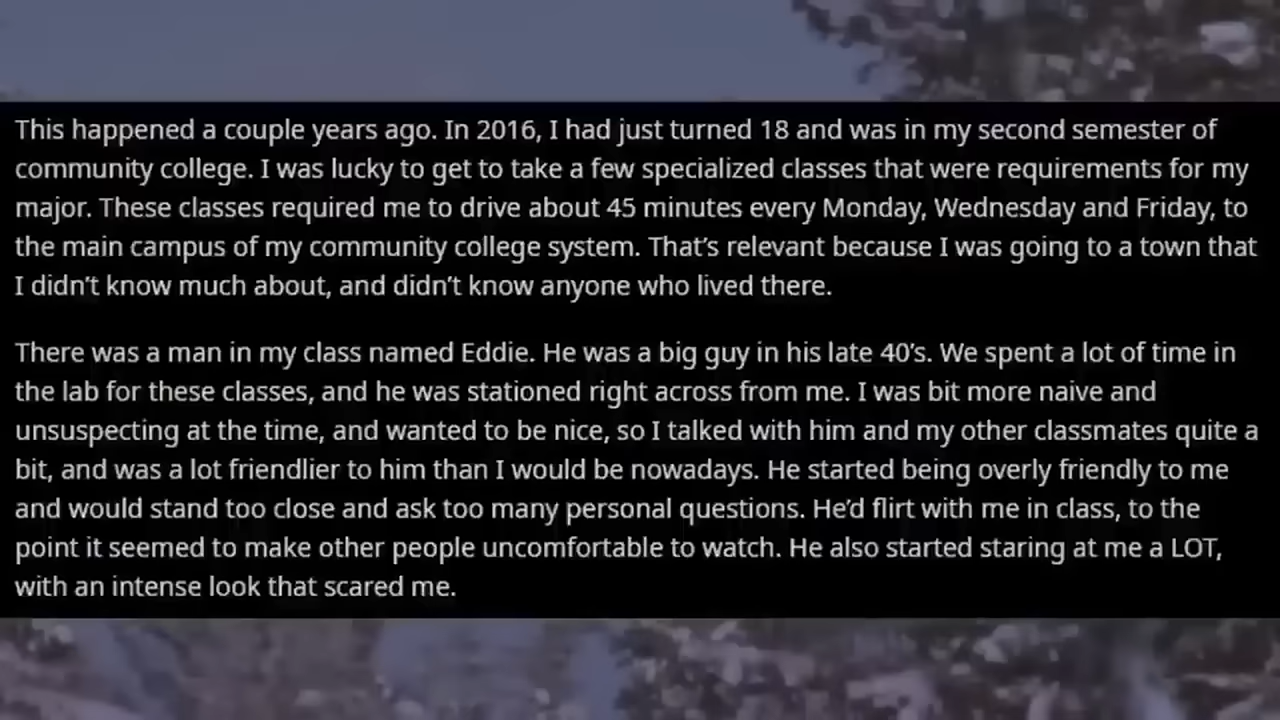 This happened a couple years ago. In 2016, I had just turned 18 and was in my second semester of
community college. I was lucky to get to take a few specialized classes that were requirements for my
major. These classes required me to drive about 45 minutes every Monday, Wednesday and Friday, to
the main campus of my community college system. That’s relevant because I was going to a town that
I didn’t know much about, and didn’t know anyone who lived there.
There was a man in my class named Eddie. He was a big guy in his late 40’s. We spent a lot of time in
the lab for these classes, and he was stationed right across from me. I was bit more naive and
unsuspecting at the time, and wanted to be nice, so I talked with him and my other classmates quite a
bit, and was a lot friendlier to him than I would be nowadays. He started being overly friendly to me
and would stand too close and ask too many personal questions. He’d flirt with me in class, to the
point it seemed to make other people uncomfortable to watch. He also started staring at me a LOT,
with an intense look that scared me.